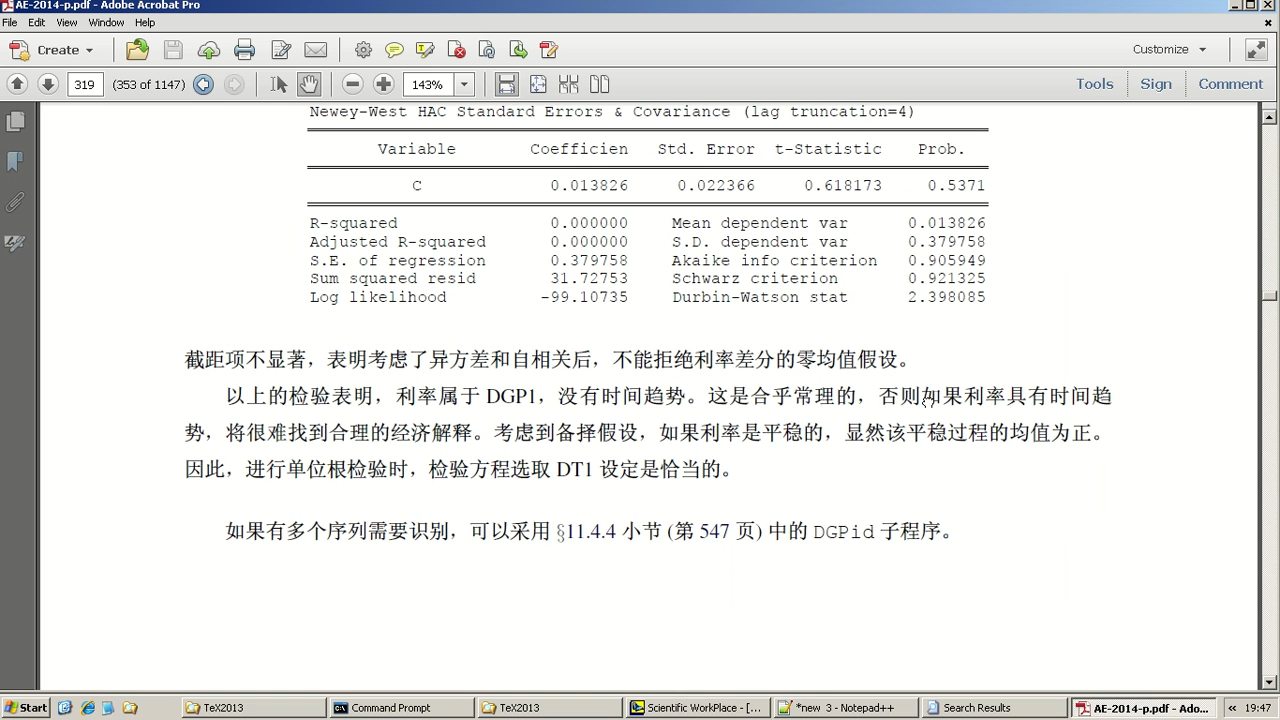 AE-2014-p.pdf - Adobe Acrobat Pro
File Edit View Window Help
Create Customize
319 (353 of 1147) 143% Tools Sign Comment
Newey-West HAC Standard Errors & Covariance (lag truncation=4)
Variable Coefficien Std. Error t-Statistic Prob.
C 0.013826 0.022366 0.618173 0.5371
R-squared 0.000000 Mean dependent var 0.013826
Adjusted R-squared 0.000000 S.D. dependent var 0.379758
S.E. of regression 0.379758 Akaike info criterion 0.905949
Sum squared resid 31.72753 Schwarz criterion 0.921325
Log likelihood -99.10735 Durbin-Watson stat 2.398085
截距项不显著，表明考虑了异方差和自相关后，不能拒绝利率差分的零均值假设。
以上的检验表明，利率属于 DGP1，没有时间趋势。这是合乎常理的，否则如果利率具有时间趋
势，将很难找到合理的经济解释。考虑到备择假设，如果利率是平稳的，显然该平稳过程的均值为正。
因此，进行单位根检验时，检验方程选取 DT1 设定是恰当的。
如果有多个序列需要识别，可以采用 §11.4.4 小节 (第 547 页) 中的 DGPid 子程序。
Start TeX2013 Command Prompt TeX2013 Scientific WorkPlace - [... *new 3 - Notepad++ Search Results AE-2014-p.pdf - Ado... « 19:47